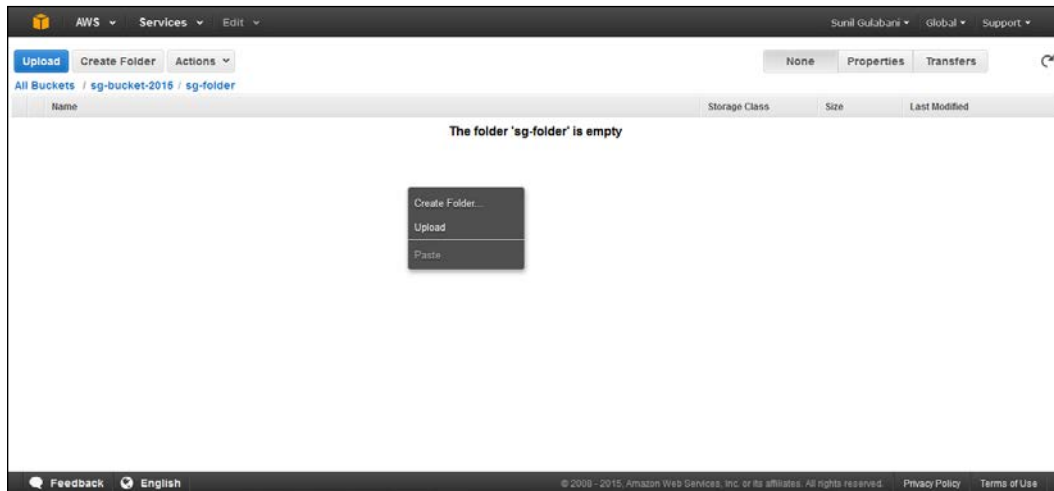 AWS Services Edit Sunil Gulabani Global Support
Upload Create Folder Actions None Properties Transfers
All Buckets / sg-bucket-2015 / sg-folder
Name Storage Class Size Last Modified
The folder 'sg-folder' is empty
Create Folder...
Upload
Paste
Feedback English © 2008 - 2015, Amazon Web Services, Inc. or its affiliates. All rights reserved. Privacy Policy Terms of Use